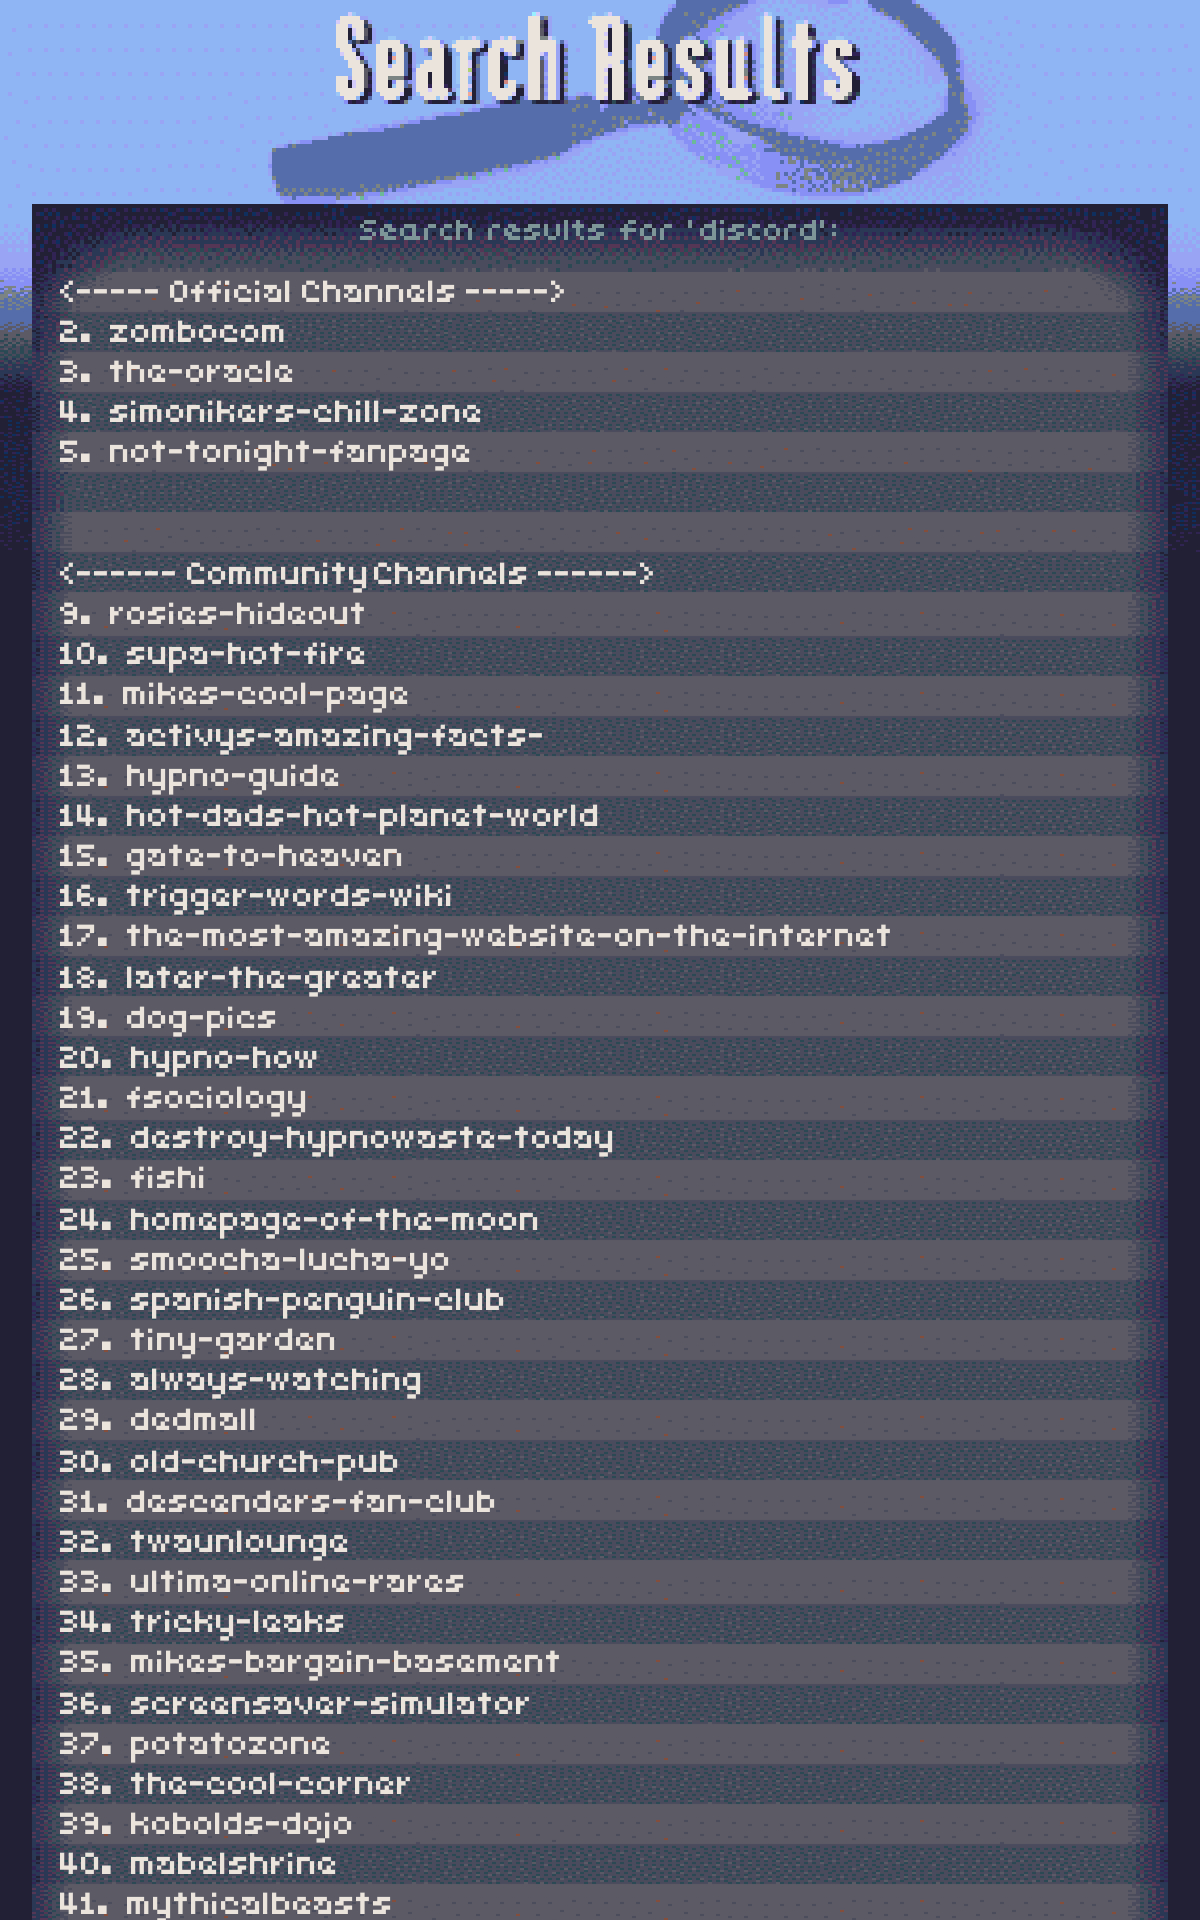 Search Results
Search results for 'discord':
<----- Official Channels ----->
2. zombocom
3. the-oracle
4. simonikers-chill-zone
5. not-tonight-fanpage
<------ Community Channels ------>
9. rosies-hideout
10. supa-hot-fire
11. mikes-cool-page
12. activys-amazing-facts-
13. hypno-guide
14. hot-dads-hot-planet-world
15. gate-to-heaven
16. trigger-words-wiki
17. the-most-amazing-website-on-the-internet
18. later-the-greater
19. dog-pics
20. hypno-how
21. fsociology
22. destroy-hypnowaste-today
23. fishi
24. homepage-of-the-moon
25. smoocha-lucha-yo
26. spanish-penguin-club
27. tiny-garden
28. always-watching
29. dedmall
30. old-church-pub
31. descenders-fan-club
32. twaunlounge
33. ultima-online-rares
34. tricky-leaks
35. mikes-bargain-basement
36. screensaver-simulator
37. potatozone
38. the-cool-corner
39. kobolds-dojo
40. mabelshrine
41. mythicalbeasts